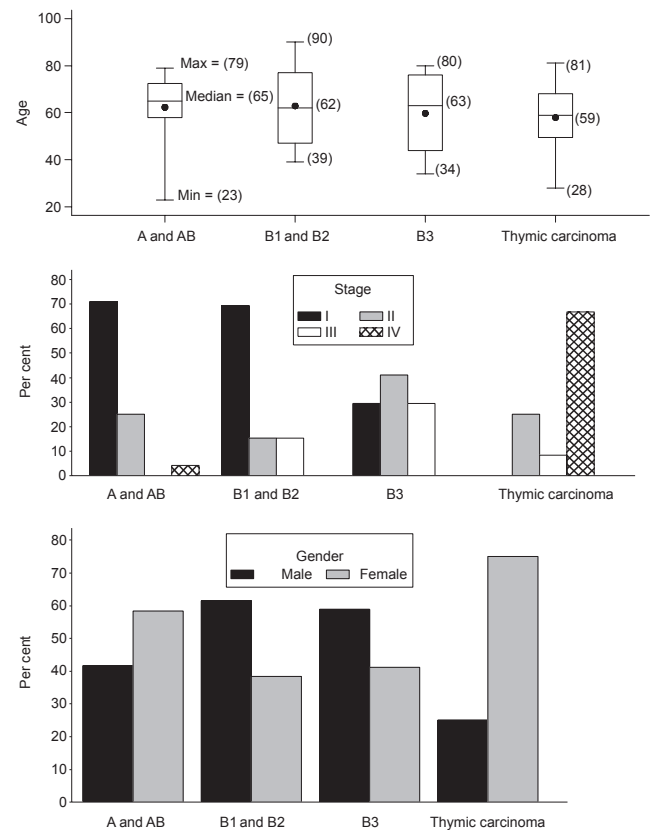 100
80
60
40
20
Age
Max = (79)
Median = (65)
Min = (23)
(90)
(62)
(39)
(80)
(63)
(34)
(81)
(59)
(28)
A and AB
B1 and B2
B3
Thymic carcinoma
80
70
60
50
40
30
20
10
0
Per cent
Stage
I II
III IV
A and AB
B1 and B2
B3
Thymic carcinoma
80
70
60
50
40
30
20
10
0
Per cent
Gender
Male Female
A and AB
B1 and B2
B3
Thymic carcinoma